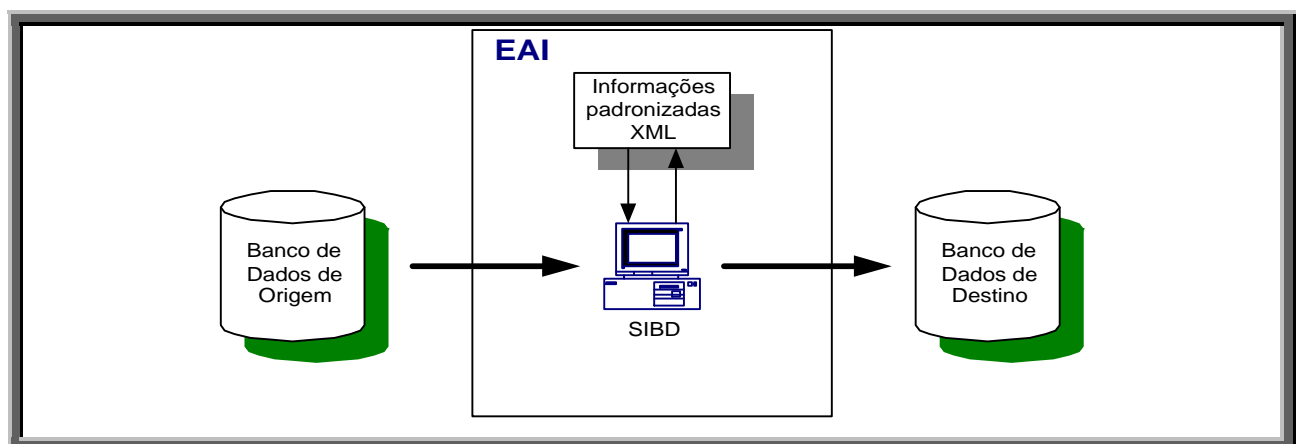 EAI
Informações
padronizadas
XML
Banco de
Dados de
Origem
SIBD
Banco de
Dados de
Destino